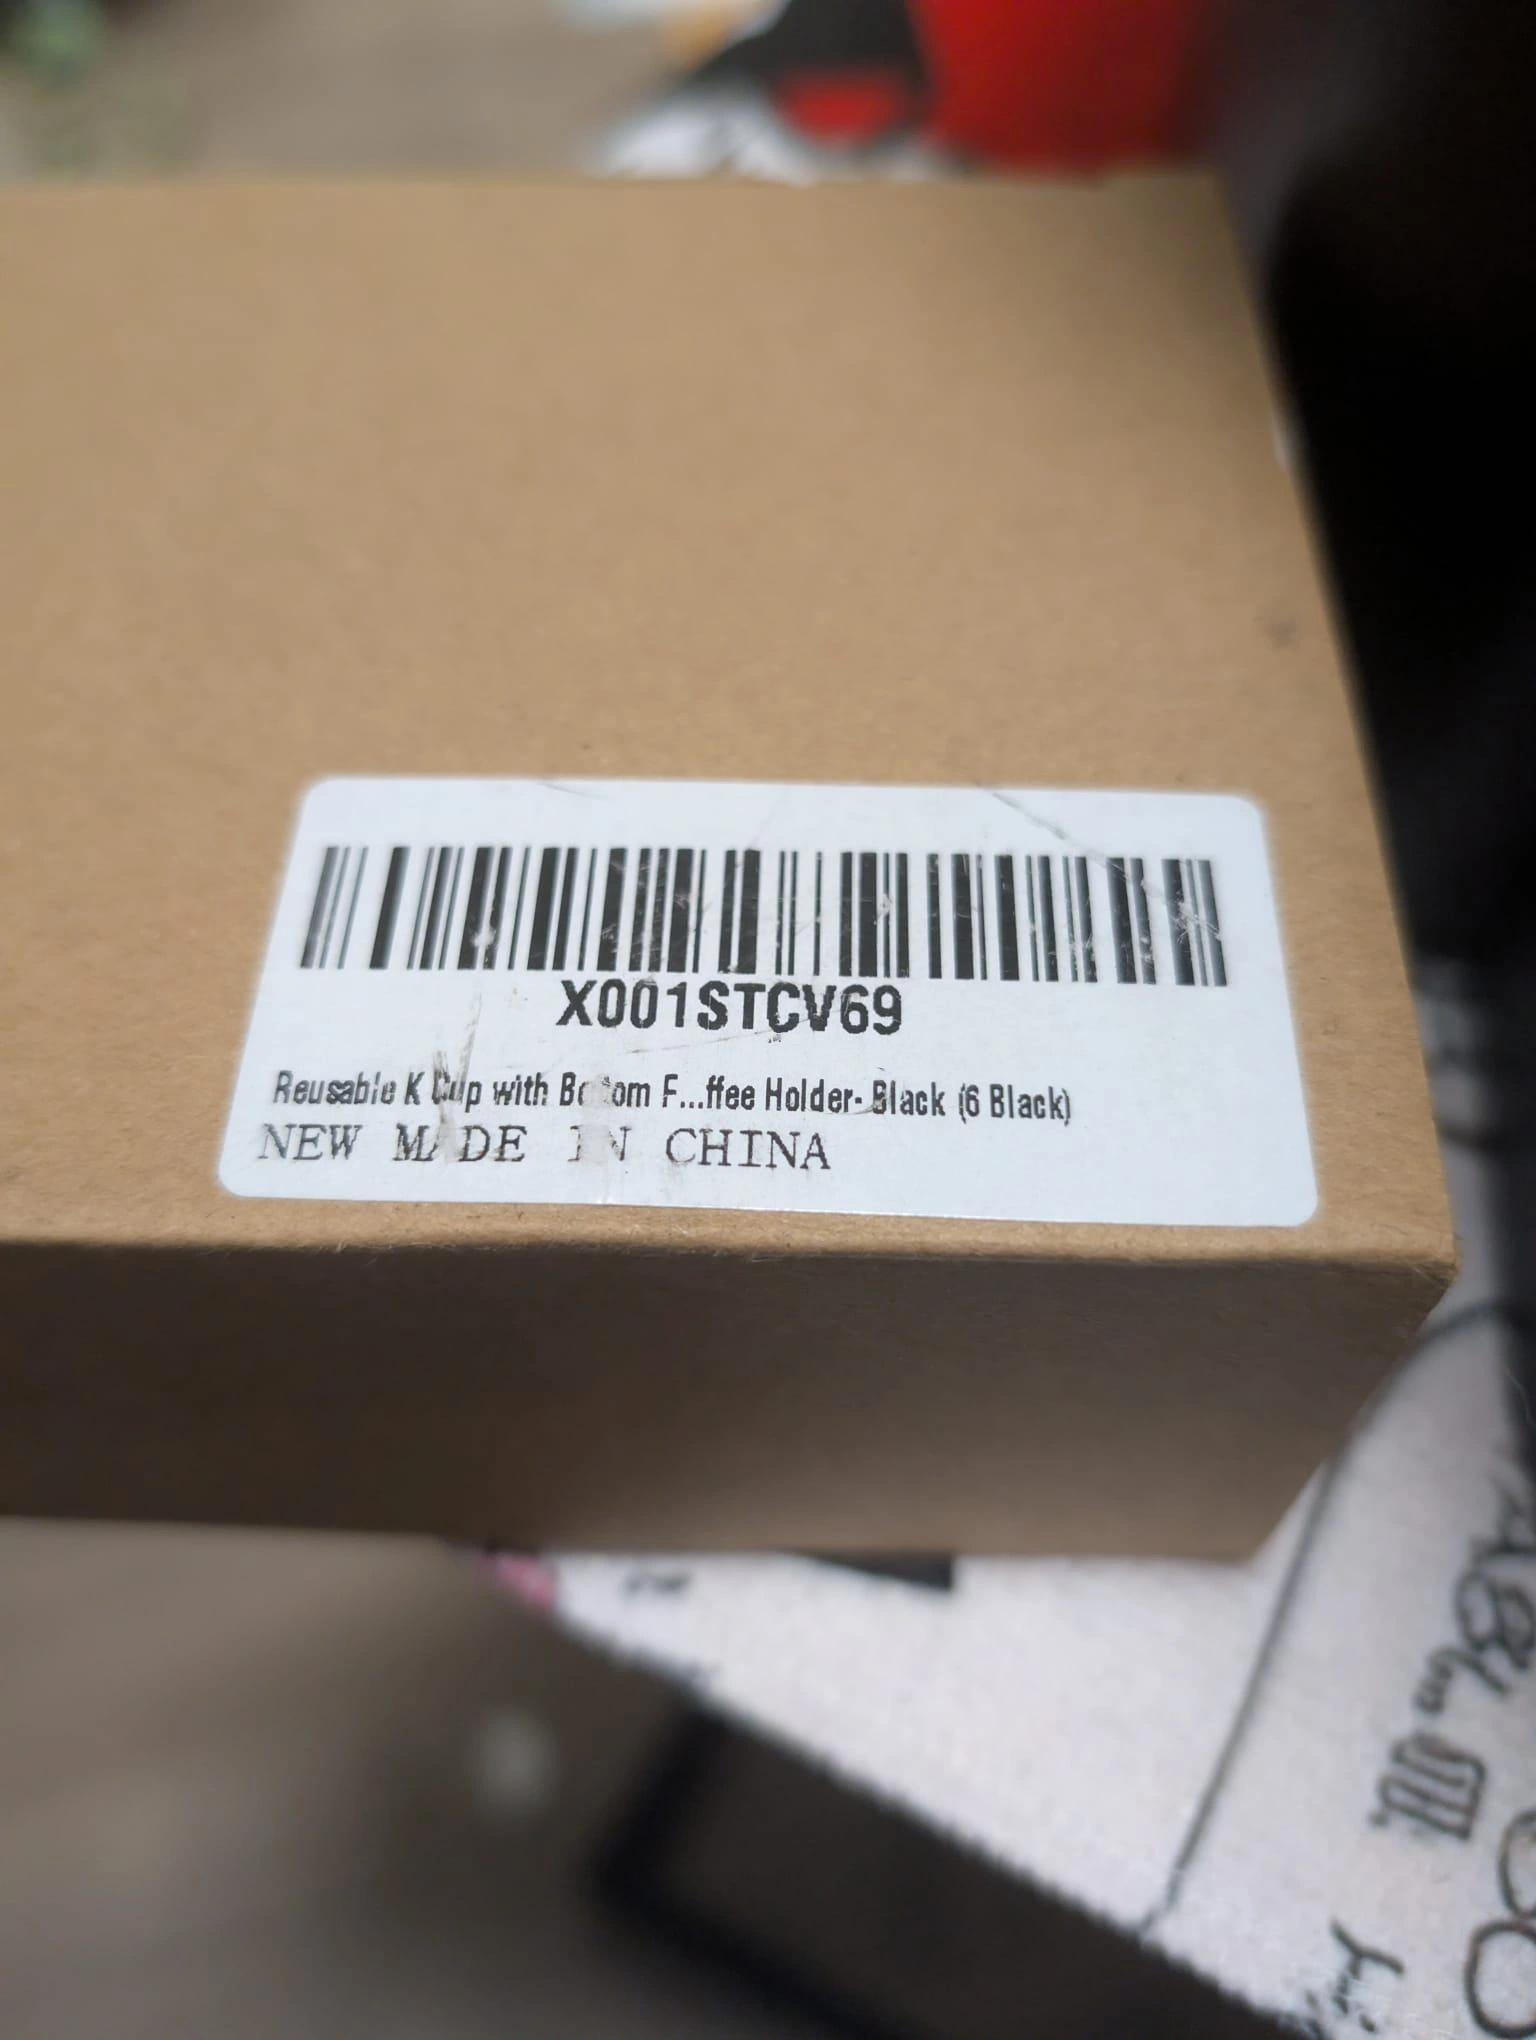 X001STCV69
Reusable K Cup with Bottom F...ffee Holder- Black (6 Black)
NEW MADE IN CHINA